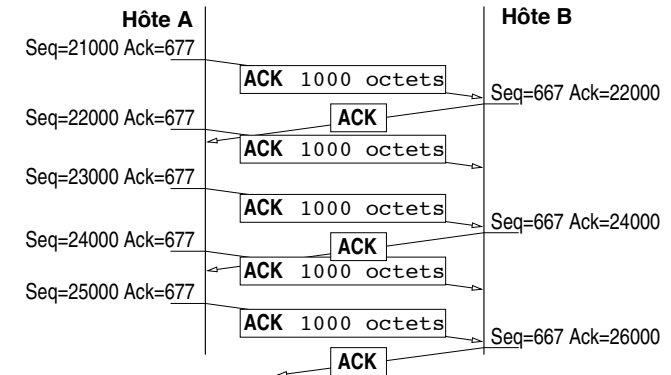 Hôte A
Hôte B
Seq=21000 Ack=677
ACK 1000 octets
Seq=667 Ack=22000
ACK
Seq=22000 Ack=677
ACK 1000 octets
Seq=23000 Ack=677
ACK 1000 octets
Seq=667 Ack=24000
ACK
Seq=24000 Ack=677
ACK 1000 octets
Seq=25000 Ack=677
ACK 1000 octets
Seq=667 Ack=26000
ACK